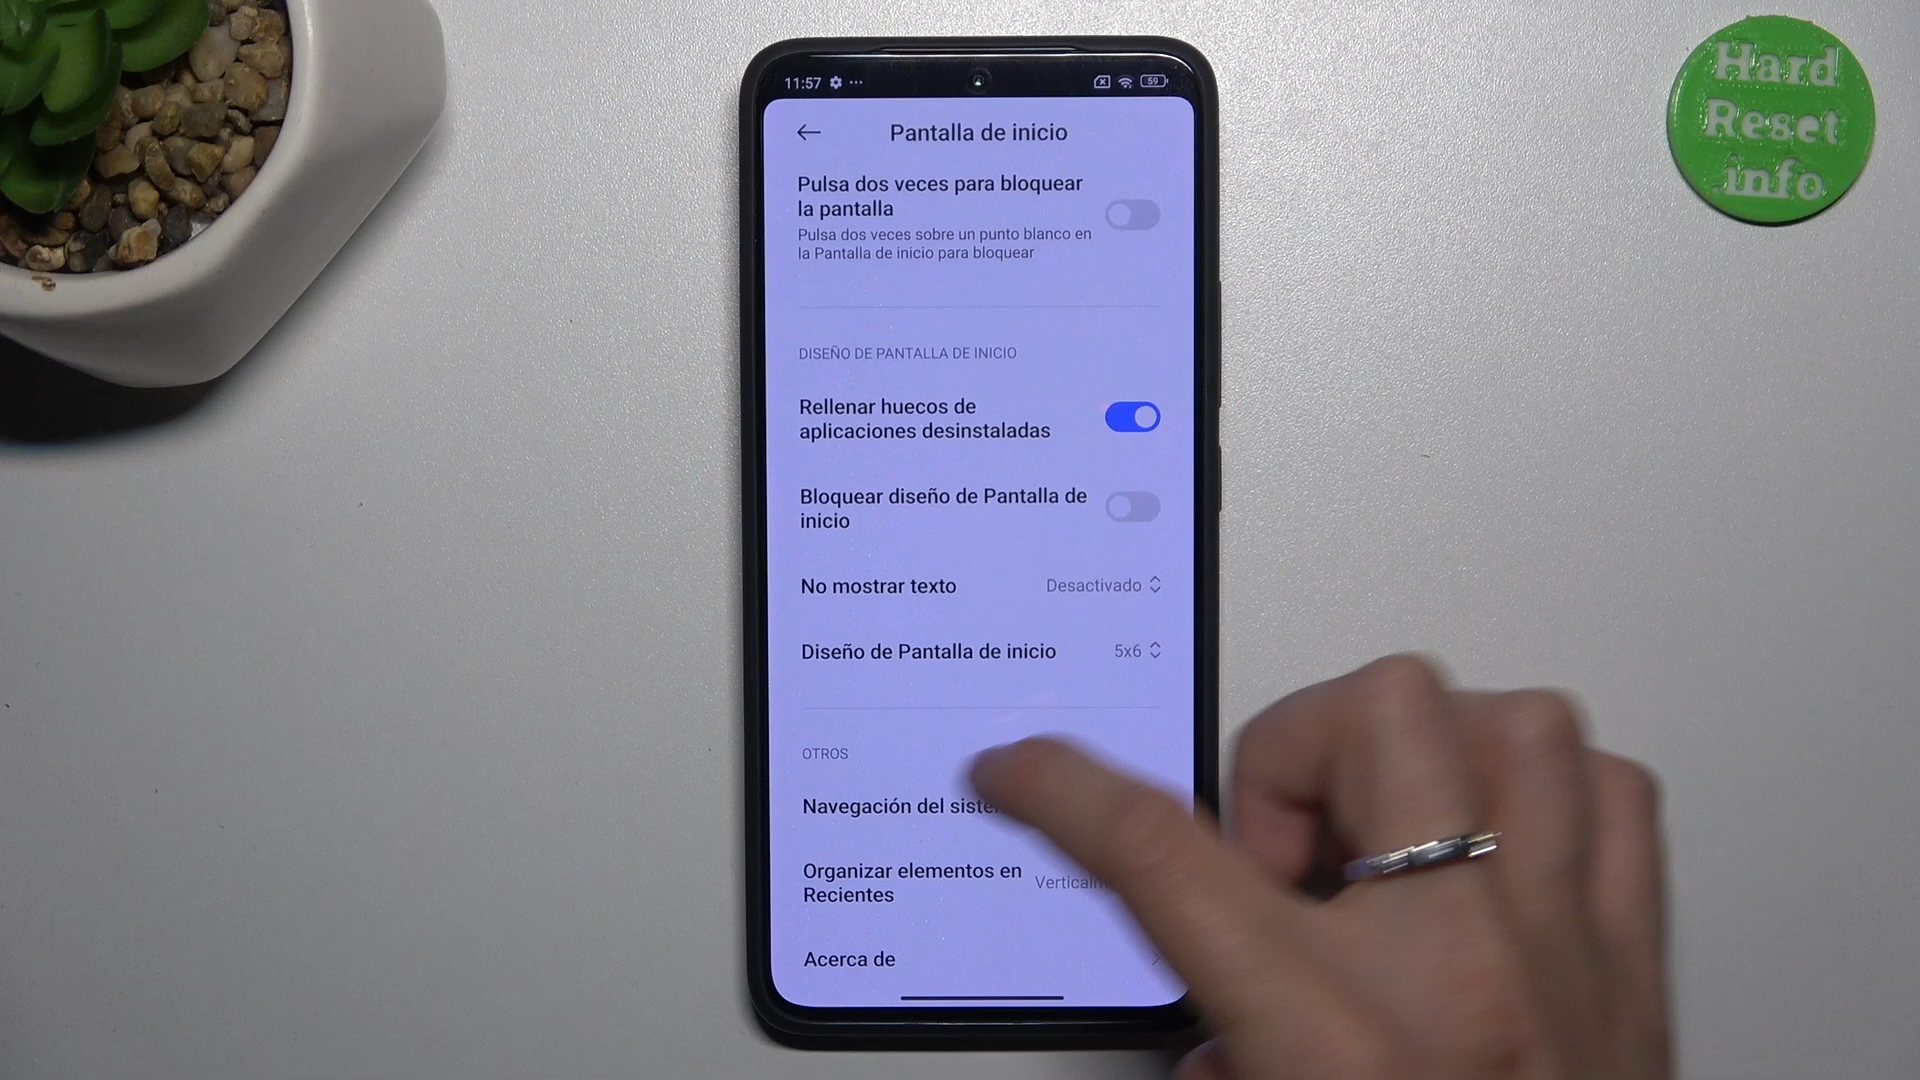 11:57
59
Pantalla de inicio
Pulsa dos veces para bloquear
la pantalla
Pulsa dos veces sobre un punto blanco en
la Pantalla de inicio para bloquear
DISEÑO DE PANTALLA DE INICIO
Rellenar huecos de
aplicaciones desinstaladas
Bloquear diseño de Pantalla de
inicio
No mostrar texto Desactivado
Diseño de Pantalla de inicio 5x6
OTROS
Navegación del
Organizar elementos en
Recientes
Acerca de
Hard
Reset
info